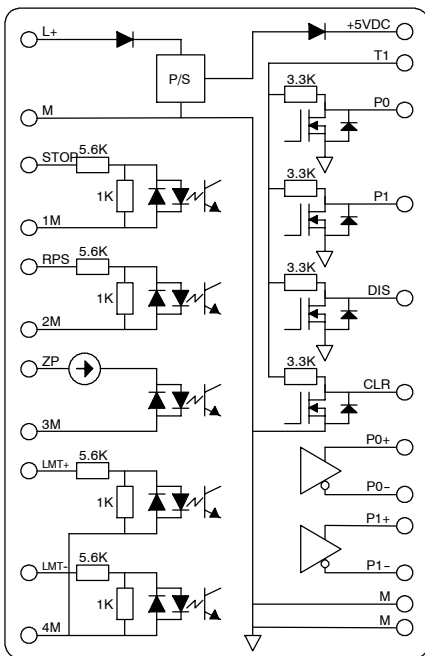 L+
P/S
M
STOP
5.6K
1K
1M
RPS
5.6K
1K
2M
ZP
3M
LMT+
5.6K
1K
LMT-
5.6K
1K
4M
+5VDC
T1
3.3K
P0
3.3K
P1
3.3K
DIS
3.3K
CLR
P0+
P0–
P1+
P1–
M
M